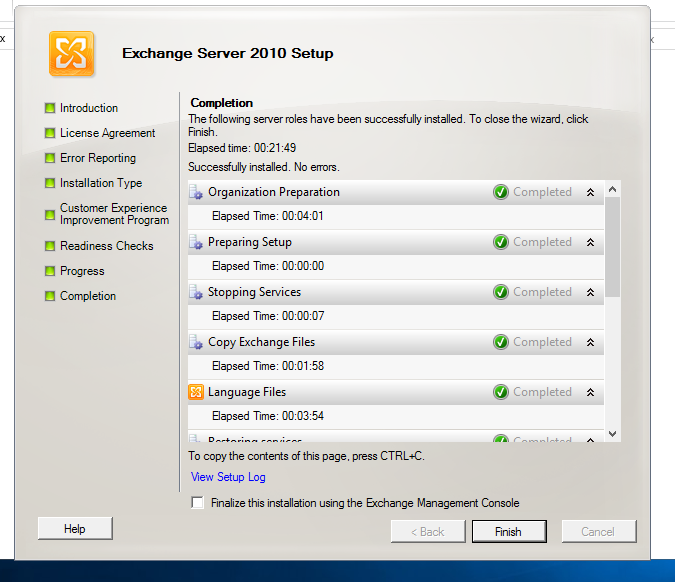 x
x
Exchange Server 2010 Setup
Introduction
License Agreement
Error Reporting
Installation Type
Customer Experience
Improvement Program
Readiness Checks
Progress
Completion
Completion
The following server roles have been successfully installed. To close the wizard, click
Finish.
Elapsed time: 00:21:49
Successfully installed. No errors.
Organization Preparation Completed
Elapsed Time: 00:04:01
Preparing Setup Completed
Elapsed Time: 00:00:00
Stopping Services Completed
Elapsed Time: 00:00:07
Copy Exchange Files Completed
Elapsed Time: 00:01:58
Language Files Completed
Elapsed Time: 00:03:54
Restoring services Completed
To copy the contents of this page, press CTRL+C.
View Setup Log
Finalize this installation using the Exchange Management Console
Help
< Back
Finish
Cancel